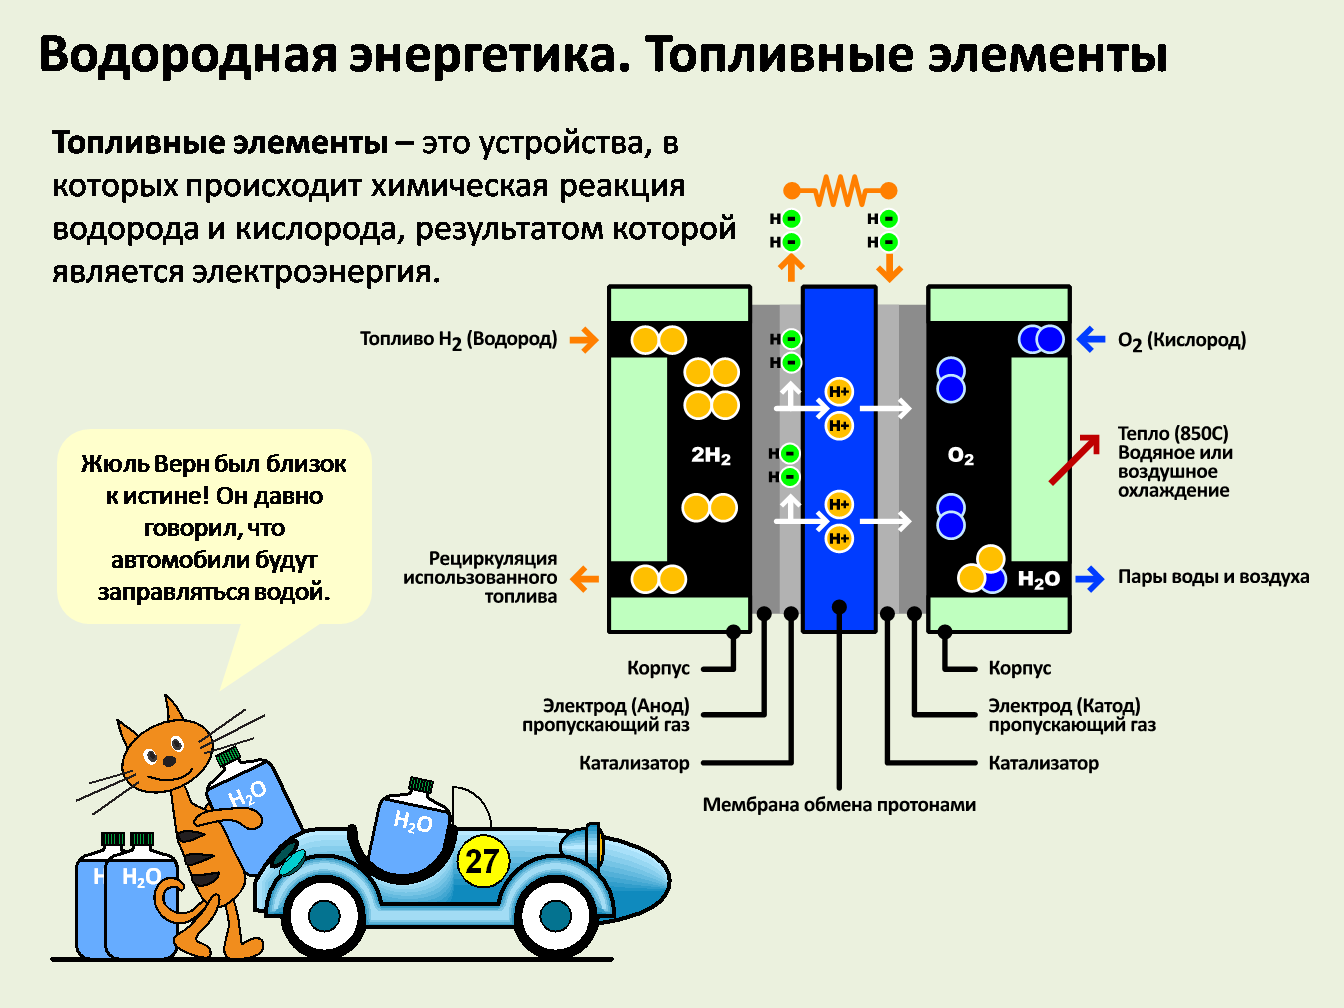 Водородная энергетика. Топливные элементы
Топливные элементы – это устройства, в
которых происходит химическая реакция
водорода и кислорода, результатом которой
является электроэнергия.
H - H -
H - H -
Топливо H2 (Водород)
O2 (Кислород)
H -
H -
H+
H+
2H2
O2
H -
H -
H+
H+
Тепло (850С)
Водяное или
воздушное
охлаждение
Рециркуляция
использованного
топлива
H2O
Пары воды и воздуха
Корпус
Корпус
Электрод (Анод)
пропускающий газ
Электрод (Катод)
пропускающий газ
Катализатор
Катализатор
Мембрана обмена протонами
Жюль Верн был близок
к истине! Он давно
говорил, что
автомобили будут
заправляться водой.
H2O
H2O
H
H2O
27